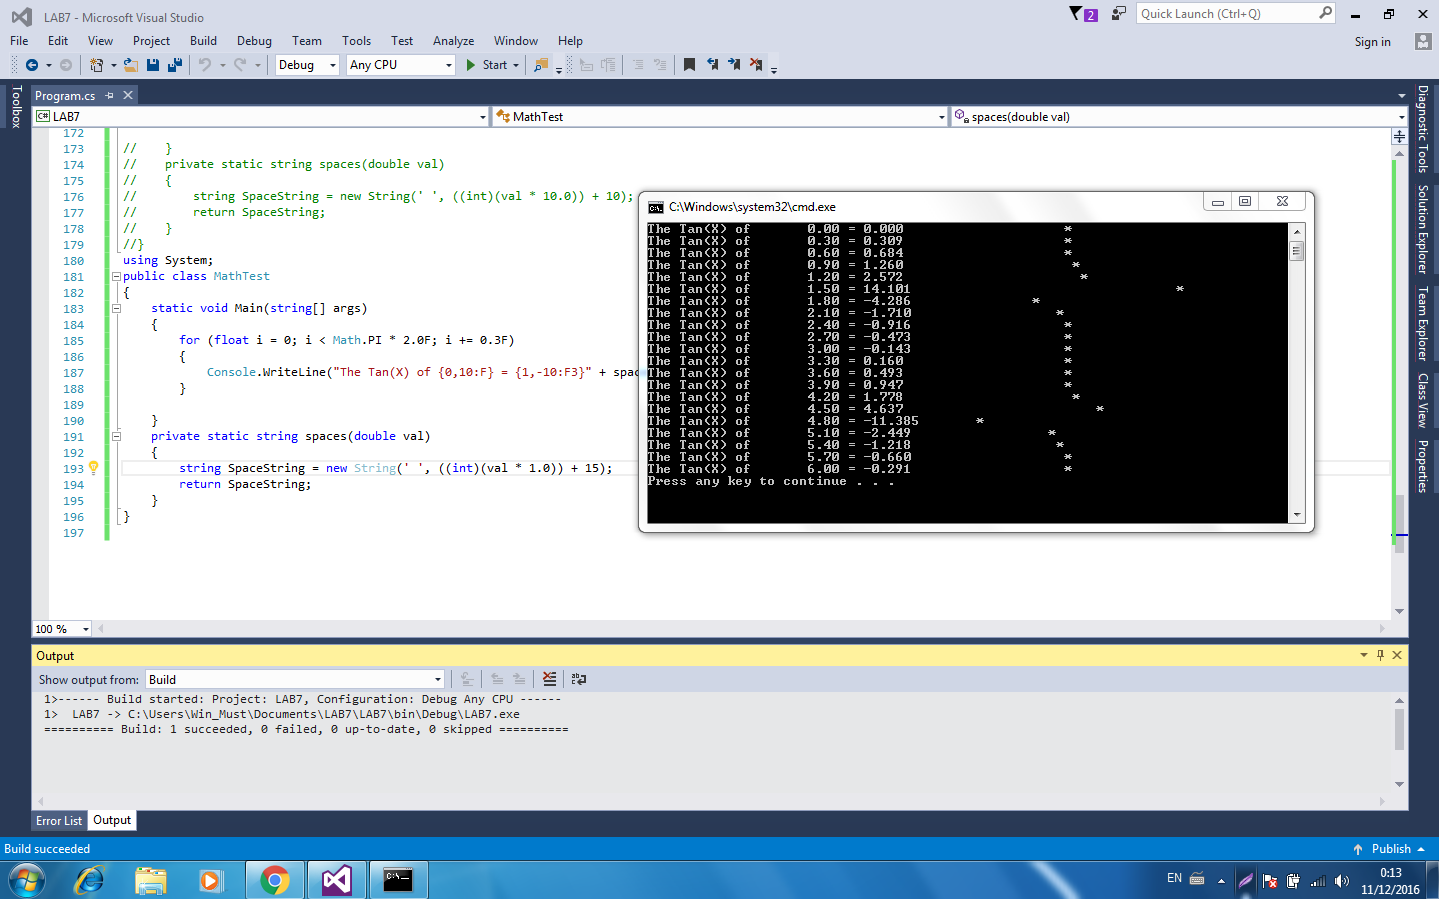 LAB7 - Microsoft Visual Studio
2
Quick Launch (Ctrl+Q)
File Edit View Project Build Debug Team Tools Test Analyze Window Help
Sign in
Debug Any CPU Start
Toolbox
Program.cs
LAB7 MathTest spaces(double val)
172
173 // }
174 // private static string spaces(double val)
175 // {
176 // string SpaceString = new String(' ', ((int)(val * 10.0)) + 10);
177 // return SpaceString;
178 // }
179 //}
180 using System;
181 public class MathTest
182 {
183 static void Main(string[] args)
184 {
185 for (float i = 0; i < Math.PI * 2.0F; i += 0.3F)
186 {
187 Console.WriteLine("The Tan(X) of {0,10:F} = {1,-10:F3}" + spac
188 }
189
190 }
191 private static string spaces(double val)
192 {
193 string SpaceString = new String(' ', ((int)(val * 1.0)) + 15);
194 return SpaceString;
195 }
196 }
197
C:\Windows\system32\cmd.exe
The Tan(X) of 0.00 = 0.000 *
The Tan(X) of 0.30 = 0.309 *
The Tan(X) of 0.60 = 0.684 *
The Tan(X) of 0.90 = 1.260 *
The Tan(X) of 1.20 = 2.572 *
The Tan(X) of 1.50 = 14.101 *
The Tan(X) of 1.80 = -4.286 *
The Tan(X) of 2.10 = -1.710 *
The Tan(X) of 2.40 = -0.916 *
The Tan(X) of 2.70 = -0.473 *
The Tan(X) of 3.00 = -0.143 *
The Tan(X) of 3.30 = 0.160 *
The Tan(X) of 3.60 = 0.493 *
The Tan(X) of 3.90 = 0.947 *
The Tan(X) of 4.20 = 1.778 *
The Tan(X) of 4.50 = 4.637 *
The Tan(X) of 4.80 = -11.385 *
The Tan(X) of 5.10 = -2.449 *
The Tan(X) of 5.40 = -1.218 *
The Tan(X) of 5.70 = -0.660 *
The Tan(X) of 6.00 = -0.291 *
Press any key to continue . . .
Diagnostic Tools
Solution Explorer
Team Explorer
Class View
Properties
100 %
Output
Show output from: Build
1>------ Build started: Project: LAB7, Configuration: Debug Any CPU ------
1> LAB7 -> C:\Users\Win_Must\Documents\LAB7\LAB7\bin\Debug\LAB7.exe
========== Build: 1 succeeded, 0 failed, 0 up-to-date, 0 skipped ==========
Error List Output
Build succeeded
Publish
EN
0:13
11/12/2016